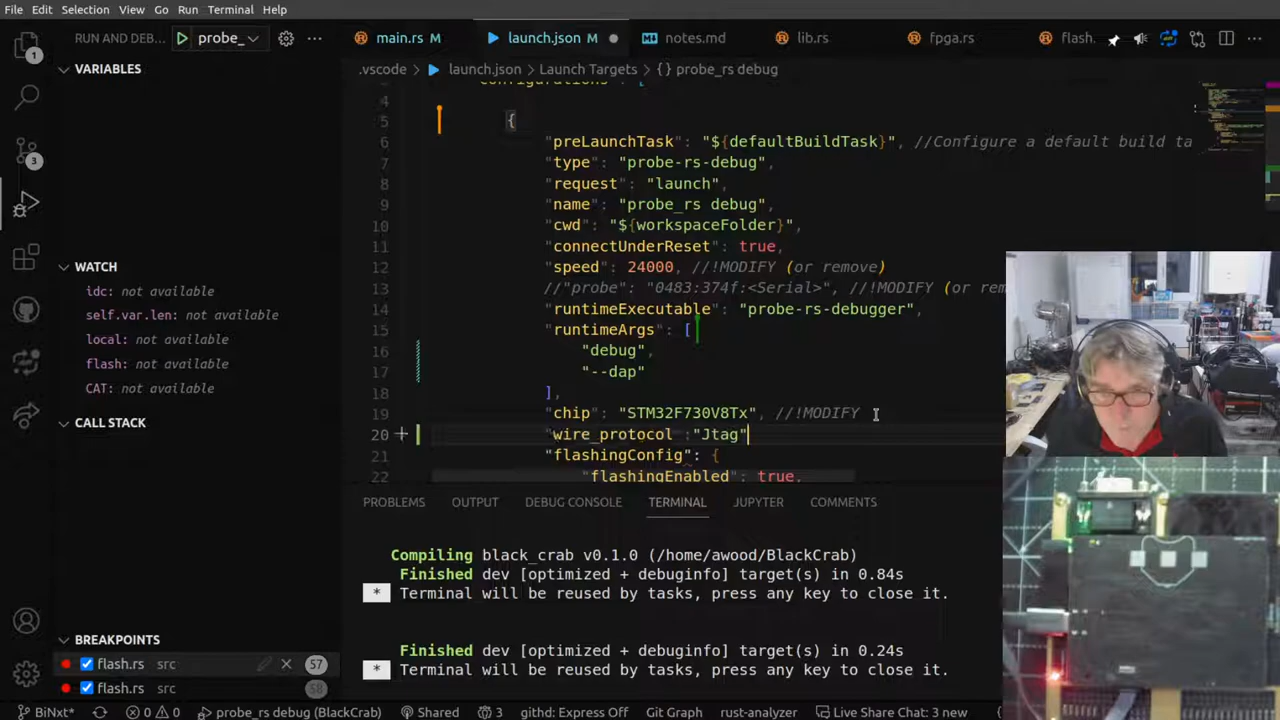 File Edit Selection View Go Run Terminal Help
RUN AND DEB... probe_ main.rs M launch.json M notes.md lib.rs fpga.rs flash.
VARIABLES
.vscode > launch.json > Launch Targets > {} probe_rs debug
4
5 {
6 "preLaunchTask": "${defaultBuildTask}", //Configure a default build ta
7 "type": "probe-rs-debug",
8 "request": "launch",
9 "name": "probe_rs debug",
10 "cwd": "${workspaceFolder}",
11 "connectUnderReset": true,
12 "speed": 24000, //!MODIFY (or remove)
13 //"probe": "0483:374f:<Serial>", //!MODIFY (or rem
14 "runtimeExecutable": "probe-rs-debugger",
15 "runtimeArgs": [
16 "debug",
17 "--dap"
18 ],
19 "chip": "STM32F730V8Tx", //!MODIFY
20 "wire_protocol :"Jtag"
21 "flashingConfig": {
22 "flashingEnabled": true,
WATCH
idc: not available
self.var.len: not available
local: not available
flash: not available
CAT: not available
CALL STACK
BREAKPOINTS
flash.rs src 57
flash.rs src 58
PROBLEMS OUTPUT DEBUG CONSOLE TERMINAL JUPYTER COMMENTS
Compiling black_crab v0.1.0 (/home/awood/BlackCrab)
Finished dev [optimized + debuginfo] target(s) in 0.84s
* Terminal will be reused by tasks, press any key to close it.
Finished dev [optimized + debuginfo] target(s) in 0.24s
* Terminal will be reused by tasks, press any key to close it.
1
3
BiNxt* 0 0 probe_rs debug (BlackCrab) Shared 3 githd: Express: Off Git Graph rust-analyzer Live Share Comments: 3 new